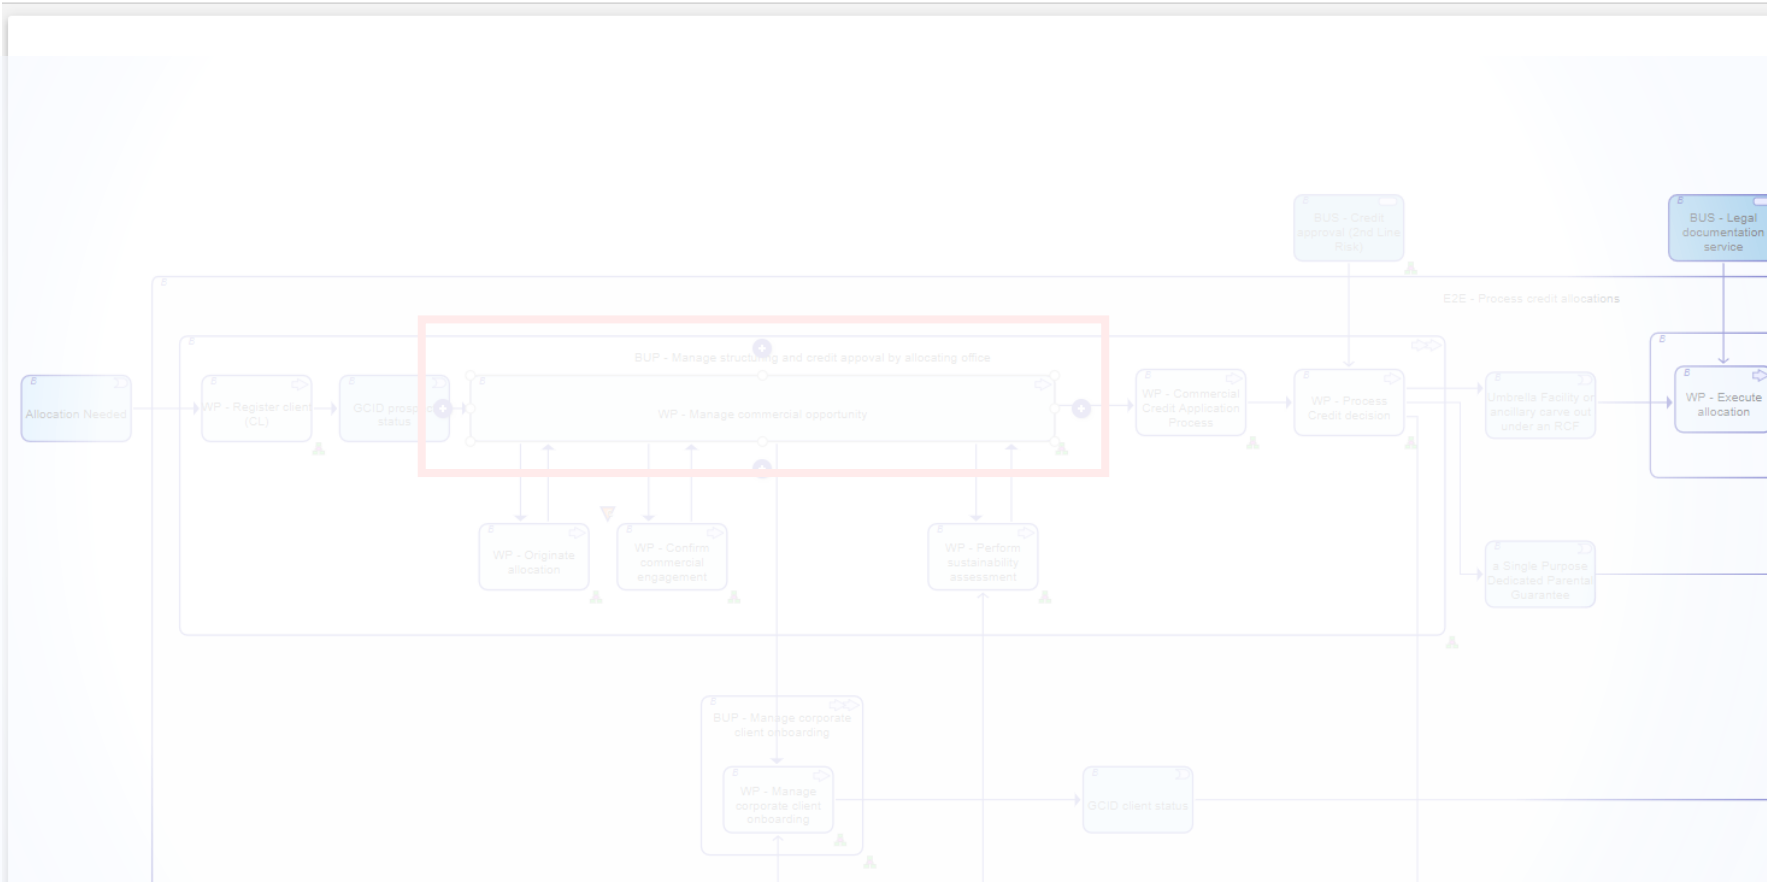 BUS - Credit
approval (2nd Line
Risk)
BUS - Legal
documentation
service
E2E - Process credit allocations
BUP - Manage structuring and credit appoval by allocating office
Allocation Needed
WP - Register client
(CL)
GCID prospect
status
WP - Manage commercial opportunity
WP - Commercial
Credit Application
Process
WP - Process
Credit decision
Umbrella Facility or
ancillary carve out
under an RCF
WP - Execute
allocation
WP - Originate
allocation
WP - Confirm
commercial
engagement
WP - Perform
sustainability
assessment
a Single Purpose
Dedicated Parental
Guarantee
BUP - Manage corporate
client onboarding
WP - Manage
corporate client
onboarding
GCID client status